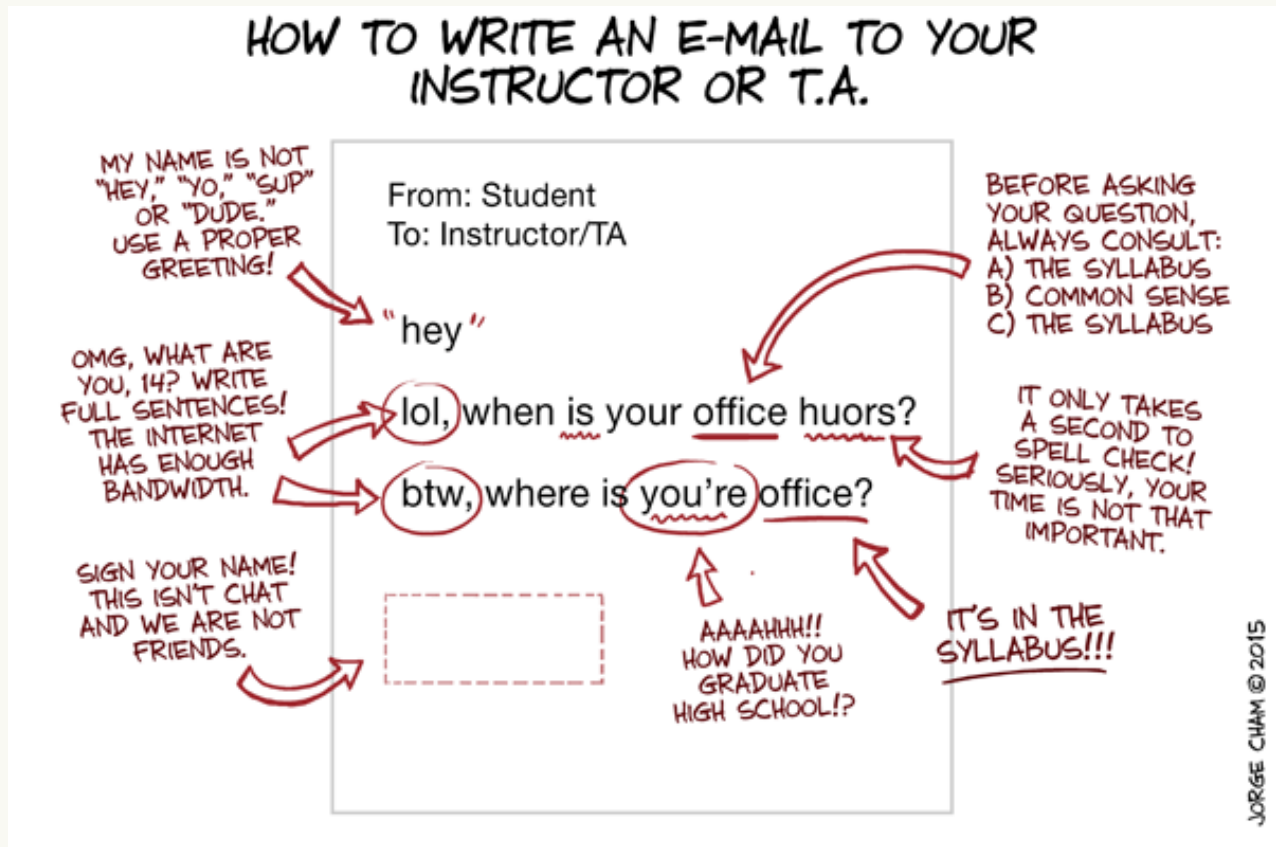 HOW TO WRITE AN E-MAIL TO YOUR
INSTRUCTOR OR T.A.
MY NAME IS NOT
"HEY," "YO," "SUP"
OR "DUDE."
USE A PROPER
GREETING!
From: Student
To: Instructor/TA
BEFORE ASKING
YOUR QUESTION,
ALWAYS CONSULT:
A) THE SYLLABUS
B) COMMON SENSE
C) THE SYLLABUS
"hey"
OMG, WHAT ARE
YOU, 14? WRITE
FULL SENTENCES!
THE INTERNET
HAS ENOUGH
BANDWIDTH.
lol, when is your office huors?
btw, where is you're office?
IT ONLY TAKES
A SECOND TO
SPELL CHECK!
SERIOUSLY, YOUR
TIME IS NOT THAT
IMPORTANT.
SIGN YOUR NAME!
THIS ISN'T CHAT
AND WE ARE NOT
FRIENDS.
AAAAHHH!!
HOW DID YOU
GRADUATE
HIGH SCHOOL!?
IT'S IN THE
SYLLABUS!!!
JORGE CHAM © 2015